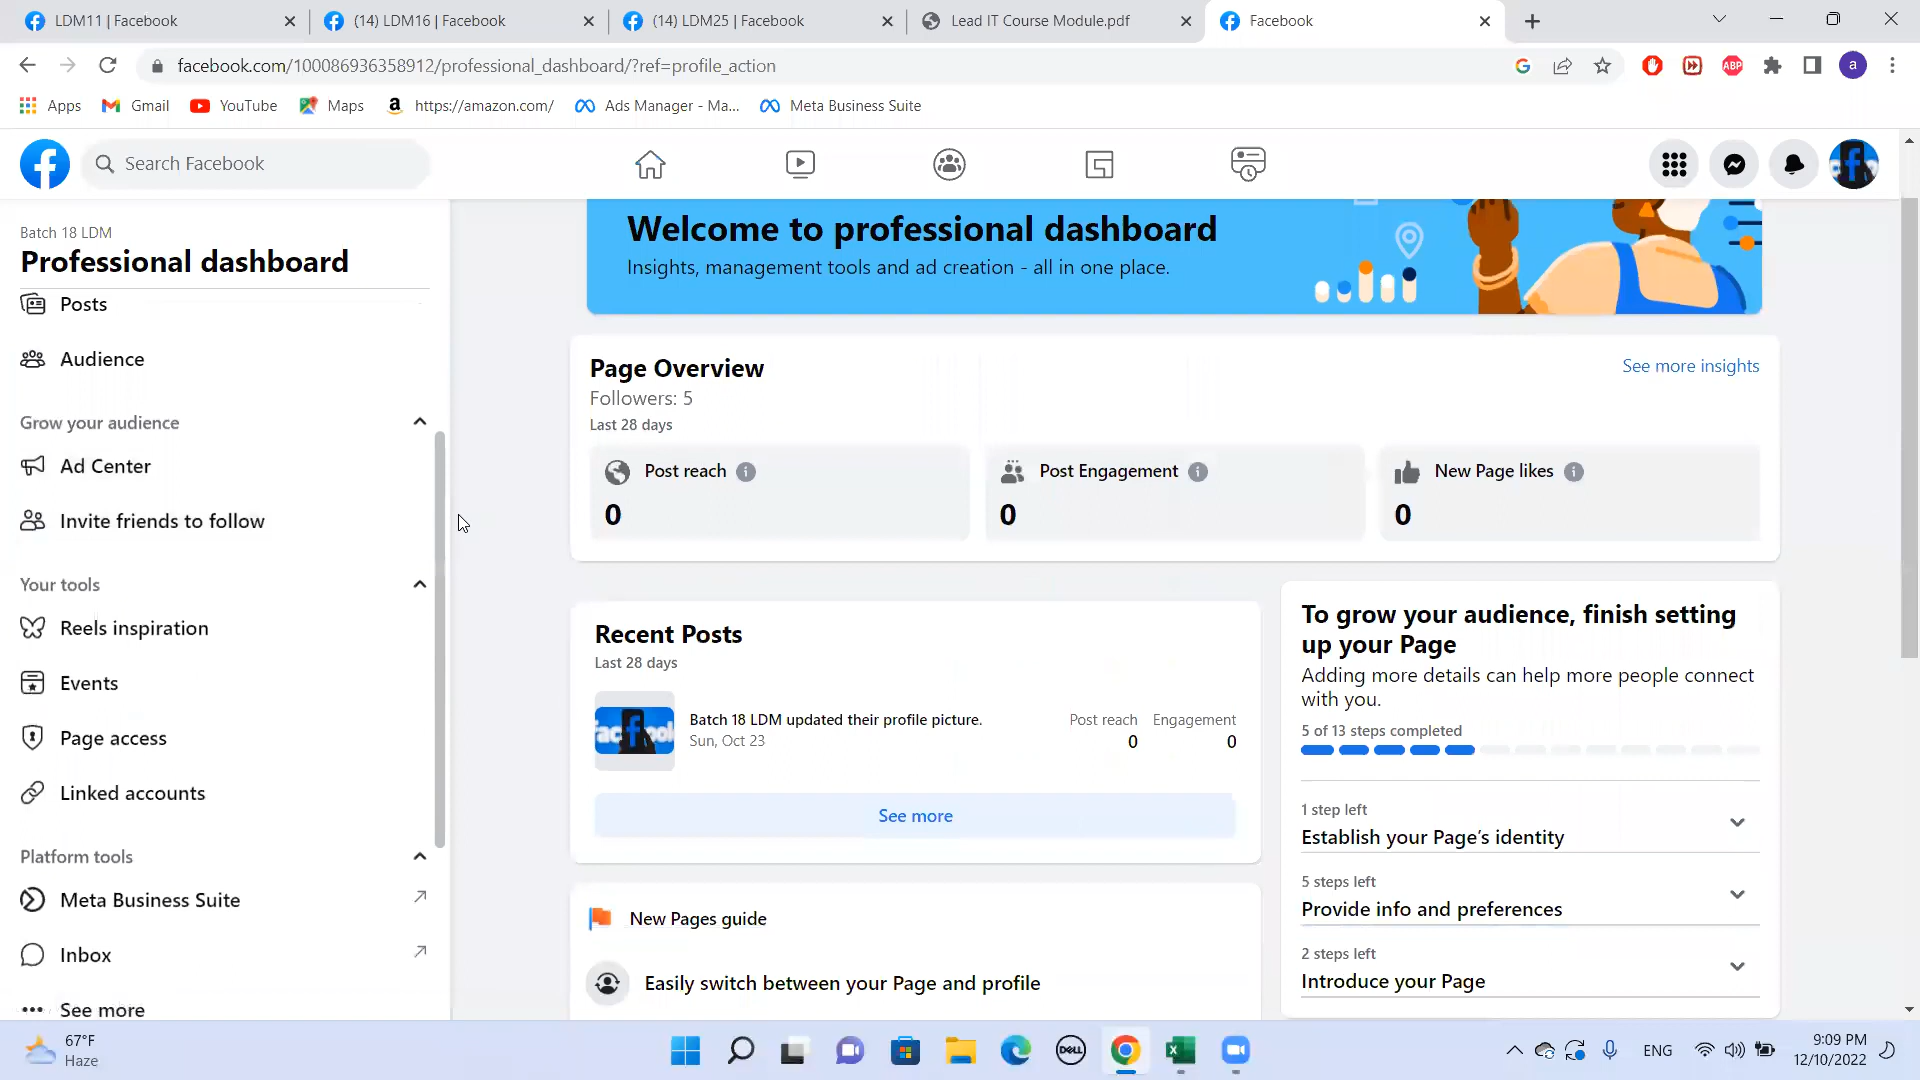 LDM11 | Facebook
(14) LDM16 | Facebook
(14) LDM25 | Facebook
Lead IT Course Module.pdf
Facebook
facebook.com/100086936358912/professional_dashboard/?ref=profile_action
ABP
a
Apps
Gmail
YouTube
Maps
https://amazon.com/
Ads Manager - Ma...
Meta Business Suite
Search Facebook
Batch 18 LDM
Professional dashboard
Posts
Audience
Grow your audience
Ad Center
Invite friends to follow
Your tools
Reels inspiration
Events
Page access
Linked accounts
Platform tools
Meta Business Suite
Inbox
See more
Welcome to professional dashboard
Insights, management tools and ad creation - all in one place.
Page Overview
See more insights
Followers: 5
Last 28 days
Post reach
0
Post Engagement
0
New Page likes
0
Recent Posts
Last 28 days
Batch 18 LDM updated their profile picture.
Sun, Oct 23
Post reach
0
Engagement
0
See more
New Pages guide
Easily switch between your Page and profile
To grow your audience, finish setting
up your Page
Adding more details can help more people connect
with you.
5 of 13 steps completed
1 step left
Establish your Page's identity
5 steps left
Provide info and preferences
2 steps left
Introduce your Page
67°F
Haze
DELL
ENG
9:09 PM
12/10/2022